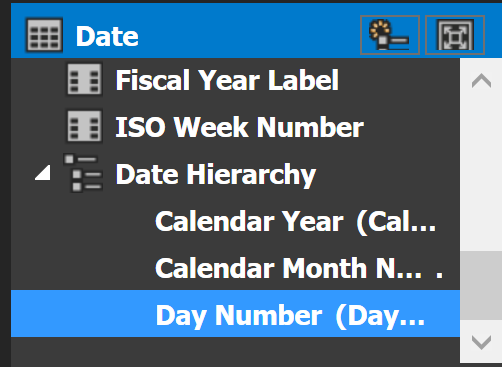 Date
Fiscal Year Label
ISO Week Number
Date Hierarchy
Calendar Year (Cal...
Calendar Month N... .
Day Number (Day...